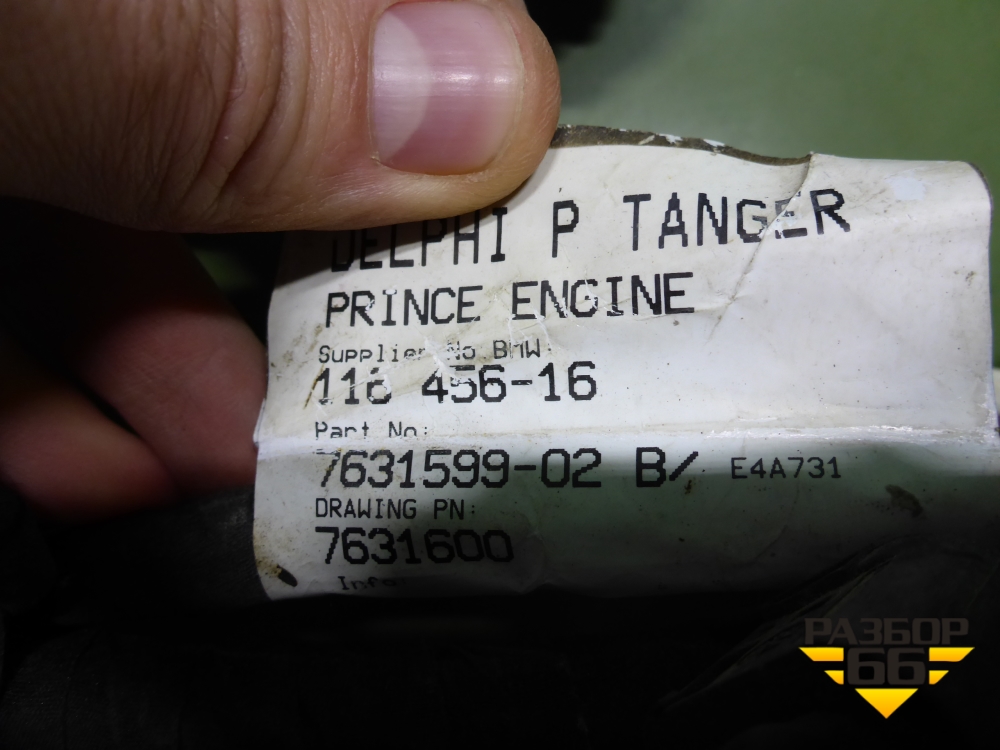 DELPHI P TANGER
PRINCE ENGINE
Supplier No BMW:
116 456-16
Part No:
7631599-02 B/ E4A731
DRAWING PN:
7631600
Info
РАЗБОР
66